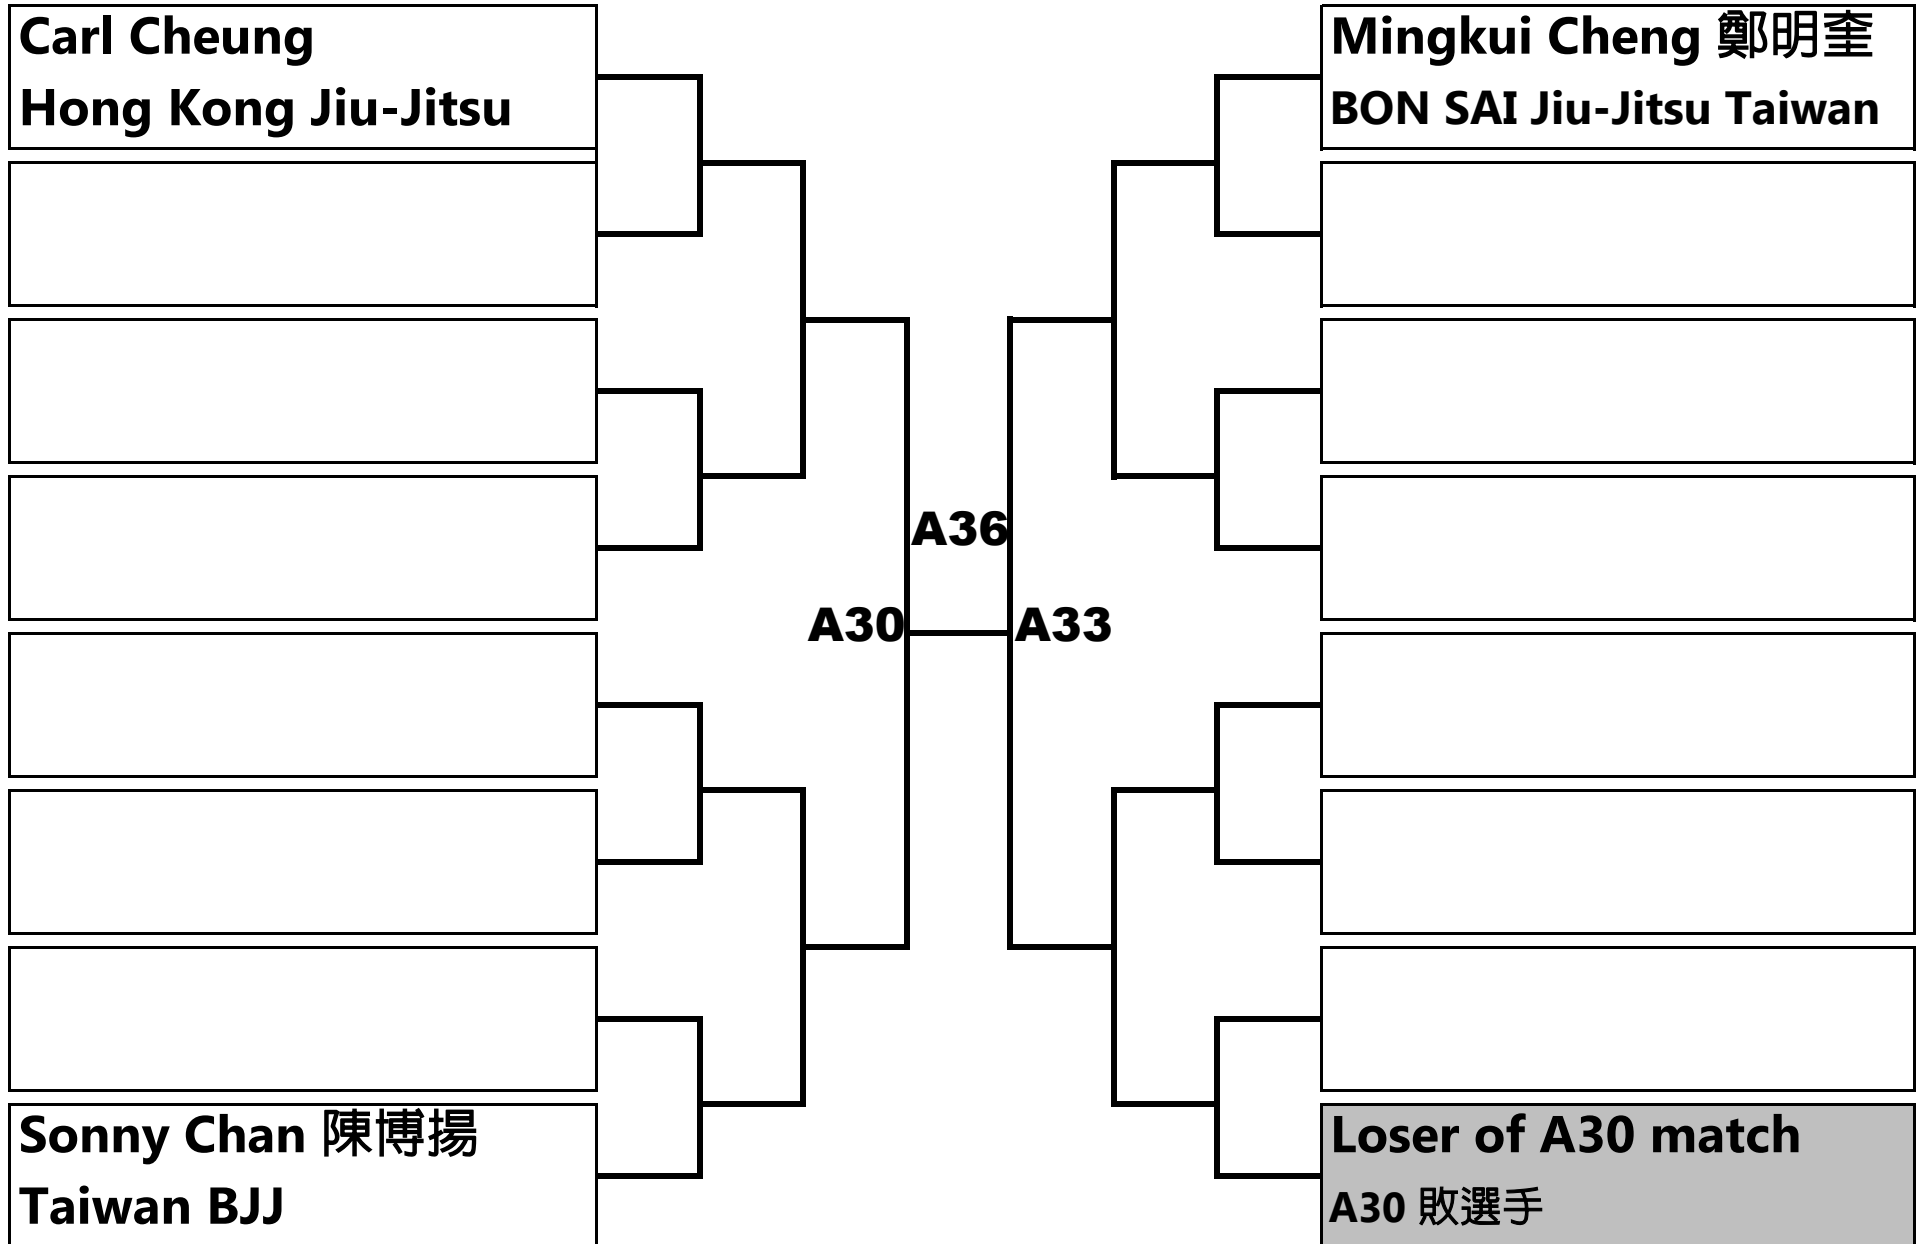 Carl Cheung
Hong Kong Jiu-Jitsu
Mingkui Cheng 鄭明奎
BON SAI Jiu-Jitsu Taiwan
A36
A30
A33
Sonny Chan 陳博揚
Taiwan BJJ
Loser of A30 match
A30 敗選手